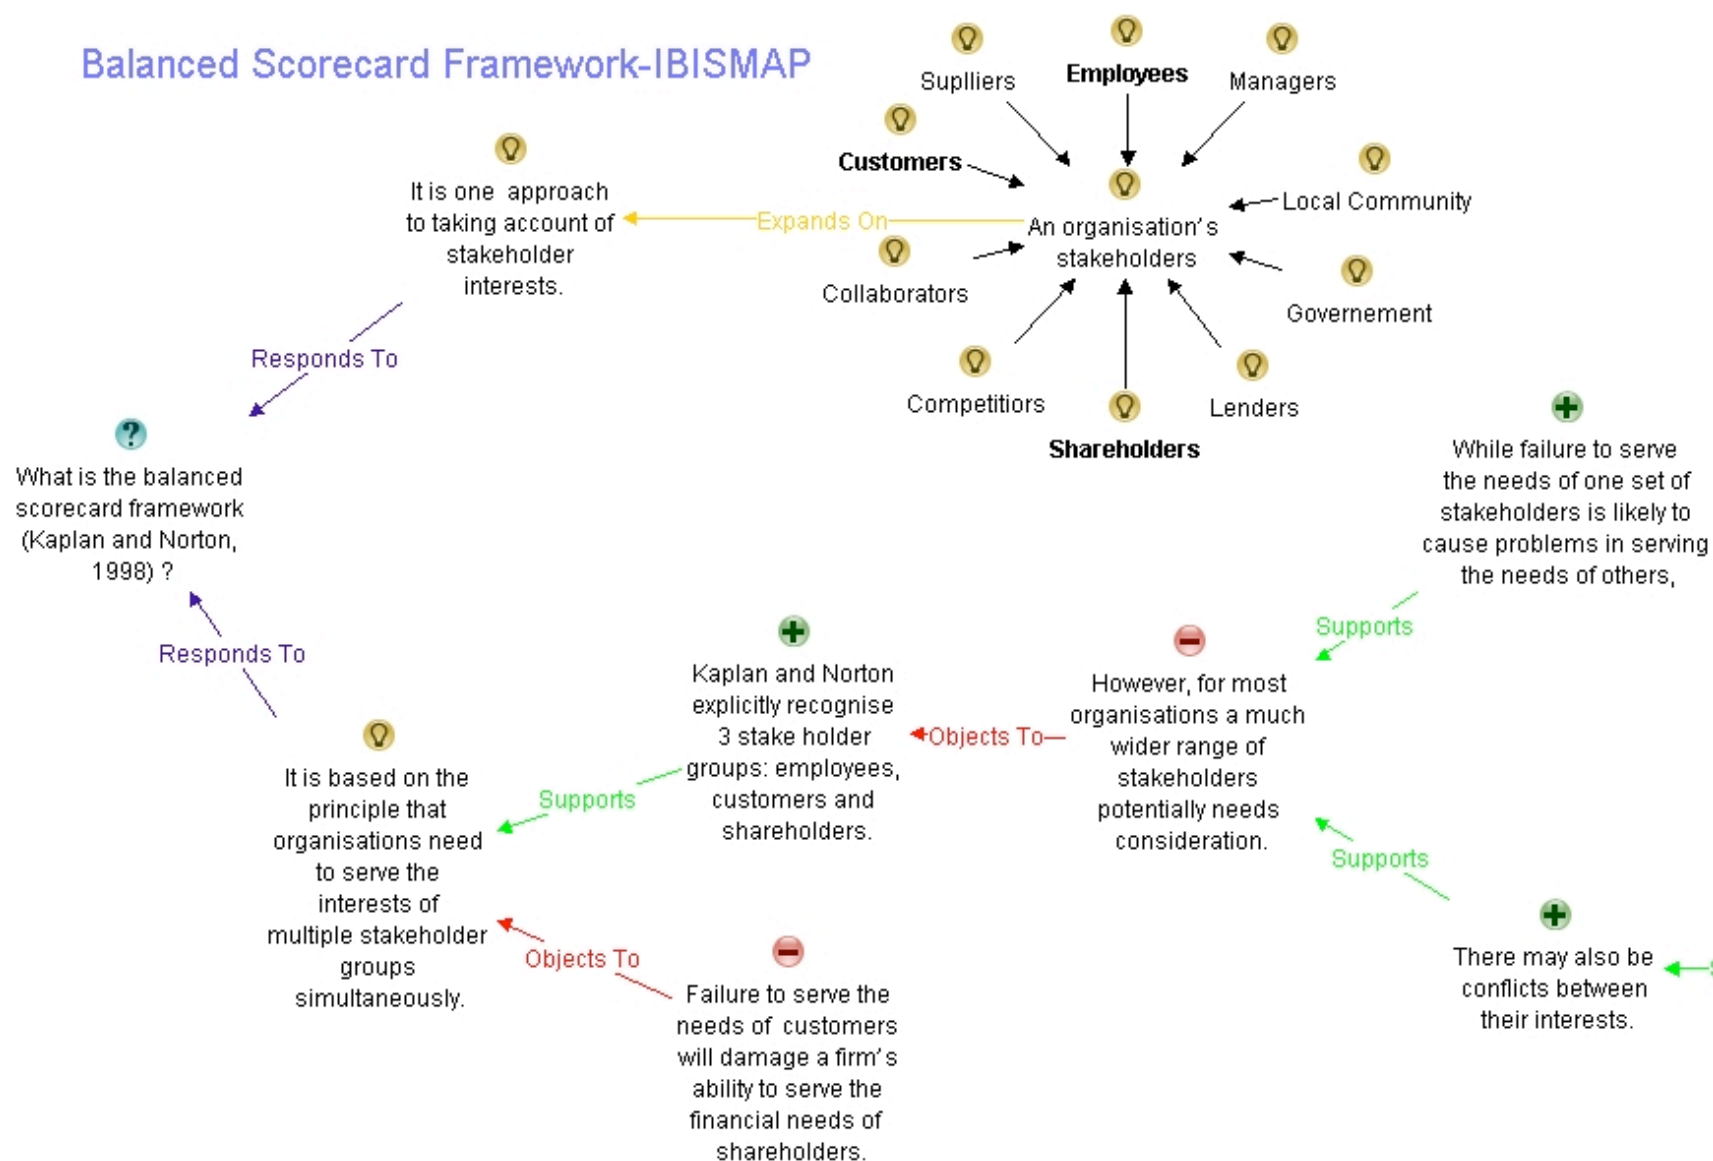 Balanced Scorecard Framework-IBISMAP
Suplliers
Employees
Managers
Customers
Local Community
An organisation's
stakeholders
Collaborators
Governement
Competitiors
Shareholders
Lenders
Expands On
It is one approach
to taking account of
stakeholder
interests.
Responds To
What is the balanced
scorecard framework
(Kaplan and Norton,
1998) ?
Responds To
It is based on the
principle that
organisations need
to serve the
interests of
multiple stakeholder
groups
simultaneously.
Supports
Kaplan and Norton
explicitly recognise
3 stake holder
groups: employees,
customers and
shareholders.
Objects To
Failure to serve the
needs of customers
will damage a firm's
ability to serve the
financial needs of
shareholders.
Objects To
However, for most
organisations a much
wider range of
stakeholders
potentially needs
consideration.
Supports
While failure to serve
the needs of one set of
stakeholders is likely to
cause problems in serving
the needs of others,
Supports
There may also be
conflicts between
their interests.